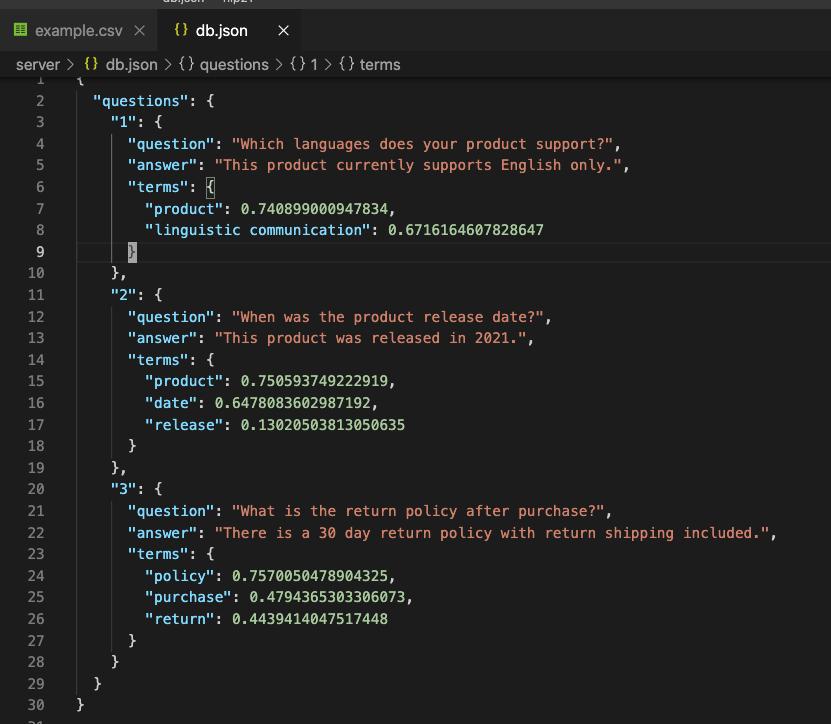 example.csv db.json
server > {} db.json > {} questions > {} 1 > {} terms
1 {
2 "questions": {
3 "1": {
4 "question": "Which languages does your product support?",
5 "answer": "This product currently supports English only.",
6 "terms": {
7 "product": 0.740899000947834,
8 "linguistic communication": 0.6716164607828647
9 }
10 },
11 "2": {
12 "question": "When was the product release date?",
13 "answer": "This product was released in 2021.",
14 "terms": {
15 "product": 0.750593749222919,
16 "date": 0.6478083602987192,
17 "release": 0.13020503813050635
18 }
19 },
20 "3": {
21 "question": "What is the return policy after purchase?",
22 "answer": "There is a 30 day return policy with return shipping included.",
23 "terms": {
24 "policy": 0.7570050478904325,
25 "purchase": 0.4794365303306073,
26 "return": 0.4439414047517448
27 }
28 }
29 }
30 }